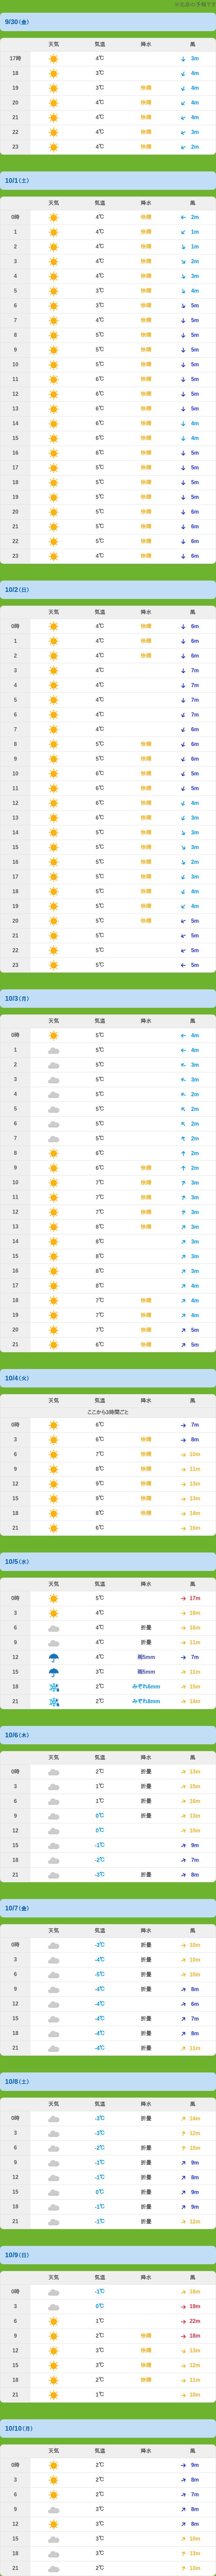 ※北岳の予報です
9/30(金)
天気 気温 降水 風
17時 4℃ 3m
18 3℃ 4m
19 3℃ 快晴 4m
20 4℃ 快晴 4m
21 4℃ 快晴 4m
22 4℃ 快晴 3m
23 4℃ 快晴 2m
10/1(土)
天気 気温 降水 風
0時 4℃ 快晴 2m
1 4℃ 快晴 1m
2 4℃ 快晴 1m
3 4℃ 快晴 2m
4 4℃ 快晴 3m
5 3℃ 快晴 4m
6 3℃ 快晴 5m
7 4℃ 快晴 5m
8 5℃ 快晴 5m
9 5℃ 快晴 5m
10 5℃ 快晴 5m
11 6℃ 快晴 5m
12 6℃ 快晴 5m
13 6℃ 快晴 5m
14 6℃ 快晴 4m
15 6℃ 快晴 4m
16 5℃ 快晴 5m
17 5℃ 快晴 5m
18 5℃ 快晴 5m
19 5℃ 快晴 5m
20 5℃ 快晴 6m
21 5℃ 快晴 6m
22 5℃ 快晴 6m
23 4℃ 快晴 6m
10/2(日)
天気 気温 降水 風
0時 4℃ 快晴 6m
1 4℃ 快晴 6m
2 4℃ 快晴 6m
3 4℃ 7m
4 4℃ 7m
5 4℃ 7m
6 4℃ 7m
7 4℃ 6m
8 5℃ 快晴 6m
9 5℃ 快晴 6m
10 6℃ 快晴 5m
11 6℃ 快晴 5m
12 6℃ 快晴 4m
13 6℃ 快晴 3m
14 5℃ 快晴 3m
15 5℃ 快晴 3m
16 5℃ 快晴 2m
17 5℃ 快晴 3m
18 5℃ 快晴 4m
19 5℃ 快晴 4m
20 5℃ 快晴 5m
21 5℃ 5m
22 5℃ 5m
23 5℃ 5m
10/3(月)
天気 気温 降水 風
0時 5℃ 4m
1 5℃ 4m
2 5℃ 3m
3 5℃ 3m
4 5℃ 2m
5 5℃ 2m
6 5℃ 2m
7 5℃ 2m
8 6℃ 2m
9 6℃ 快晴 2m
10 7℃ 快晴 3m
11 7℃ 快晴 3m
12 7℃ 快晴 3m
13 8℃ 快晴 3m
14 8℃ 3m
15 8℃ 3m
16 8℃ 3m
17 8℃ 4m
18 7℃ 快晴 4m
19 7℃ 快晴 4m
20 7℃ 快晴 5m
21 6℃ 快晴 5m
10/4(火)
天気 気温 降水 風
ここから3時間ごと
0時 6℃ 7m
3 6℃ 快晴 8m
6 7℃ 快晴 10m
9 8℃ 快晴 11m
12 9℃ 快晴 13m
15 9℃ 快晴 13m
18 8℃ 快晴 14m
21 6℃ 16m
10/5(水)
天気 気温 降水 風
0時 5℃ 17m
3 4℃ 16m
6 4℃ 折曇 16m
9 4℃ 折曇 11m
12 4℃ 雨5mm 7m
15 3℃ 雨5mm 11m
18 2℃ みぞれ6mm 15m
21 2℃ みぞれ8mm 14m
10/6(木)
天気 気温 降水 風
0時 2℃ 折曇 13m
3 1℃ 折曇 15m
6 1℃ 折曇 16m
9 0℃ 折曇 13m
12 0℃ 10m
15 -1℃ 9m
18 -2℃ 7m
21 -3℃ 折曇 8m
10/7(金)
天気 気温 降水 風
0時 -3℃ 折曇 10m
3 -4℃ 折曇 10m
6 -5℃ 折曇 10m
9 -4℃ 折曇 8m
12 -4℃ 6m
15 -4℃ 折曇 7m
18 -4℃ 折曇 8m
21 -4℃ 折曇 11m
10/8(土)
天気 気温 降水 風
0時 -3℃ 折曇 14m
3 -3℃ 12m
6 -2℃ 折曇 10m
9 -1℃ 折曇 9m
12 -1℃ 折曇 8m
15 0℃ 折曇 9m
18 -1℃ 折曇 9m
21 -1℃ 折曇 12m
10/9(日)
天気 気温 降水 風
0時 -1℃ 16m
3 0℃ 19m
6 1℃ 22m
9 2℃ 快晴 18m
12 3℃ 快晴 13m
15 3℃ 快晴 12m
18 2℃ 快晴 11m
21 1℃ 10m
10/10(月)
天気 気温 降水 風
0時 2℃ 9m
3 2℃ 8m
6 2℃ 7m
9 3℃ 8m
12 3℃ 8m
15 3℃ 10m
18 3℃ 13m
21 2℃ 13m